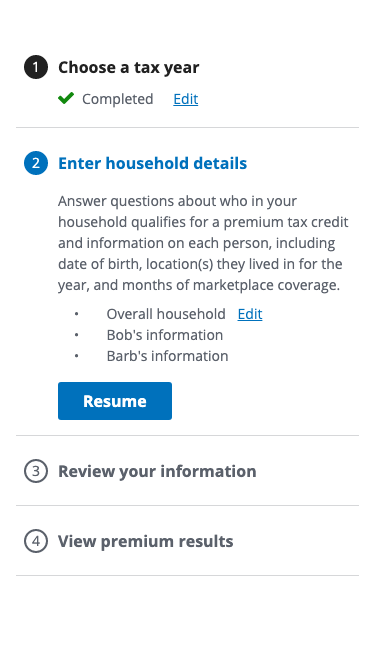 1 Choose a tax year
Completed Edit
2 Enter household details
Answer questions about who in your
household qualifies for a premium tax credit
and information on each person, including
date of birth, location(s) they lived in for the
year, and months of marketplace coverage.
• Overall household Edit
• Bob's information
• Barb's information
Resume
3 Review your information
4 View premium results